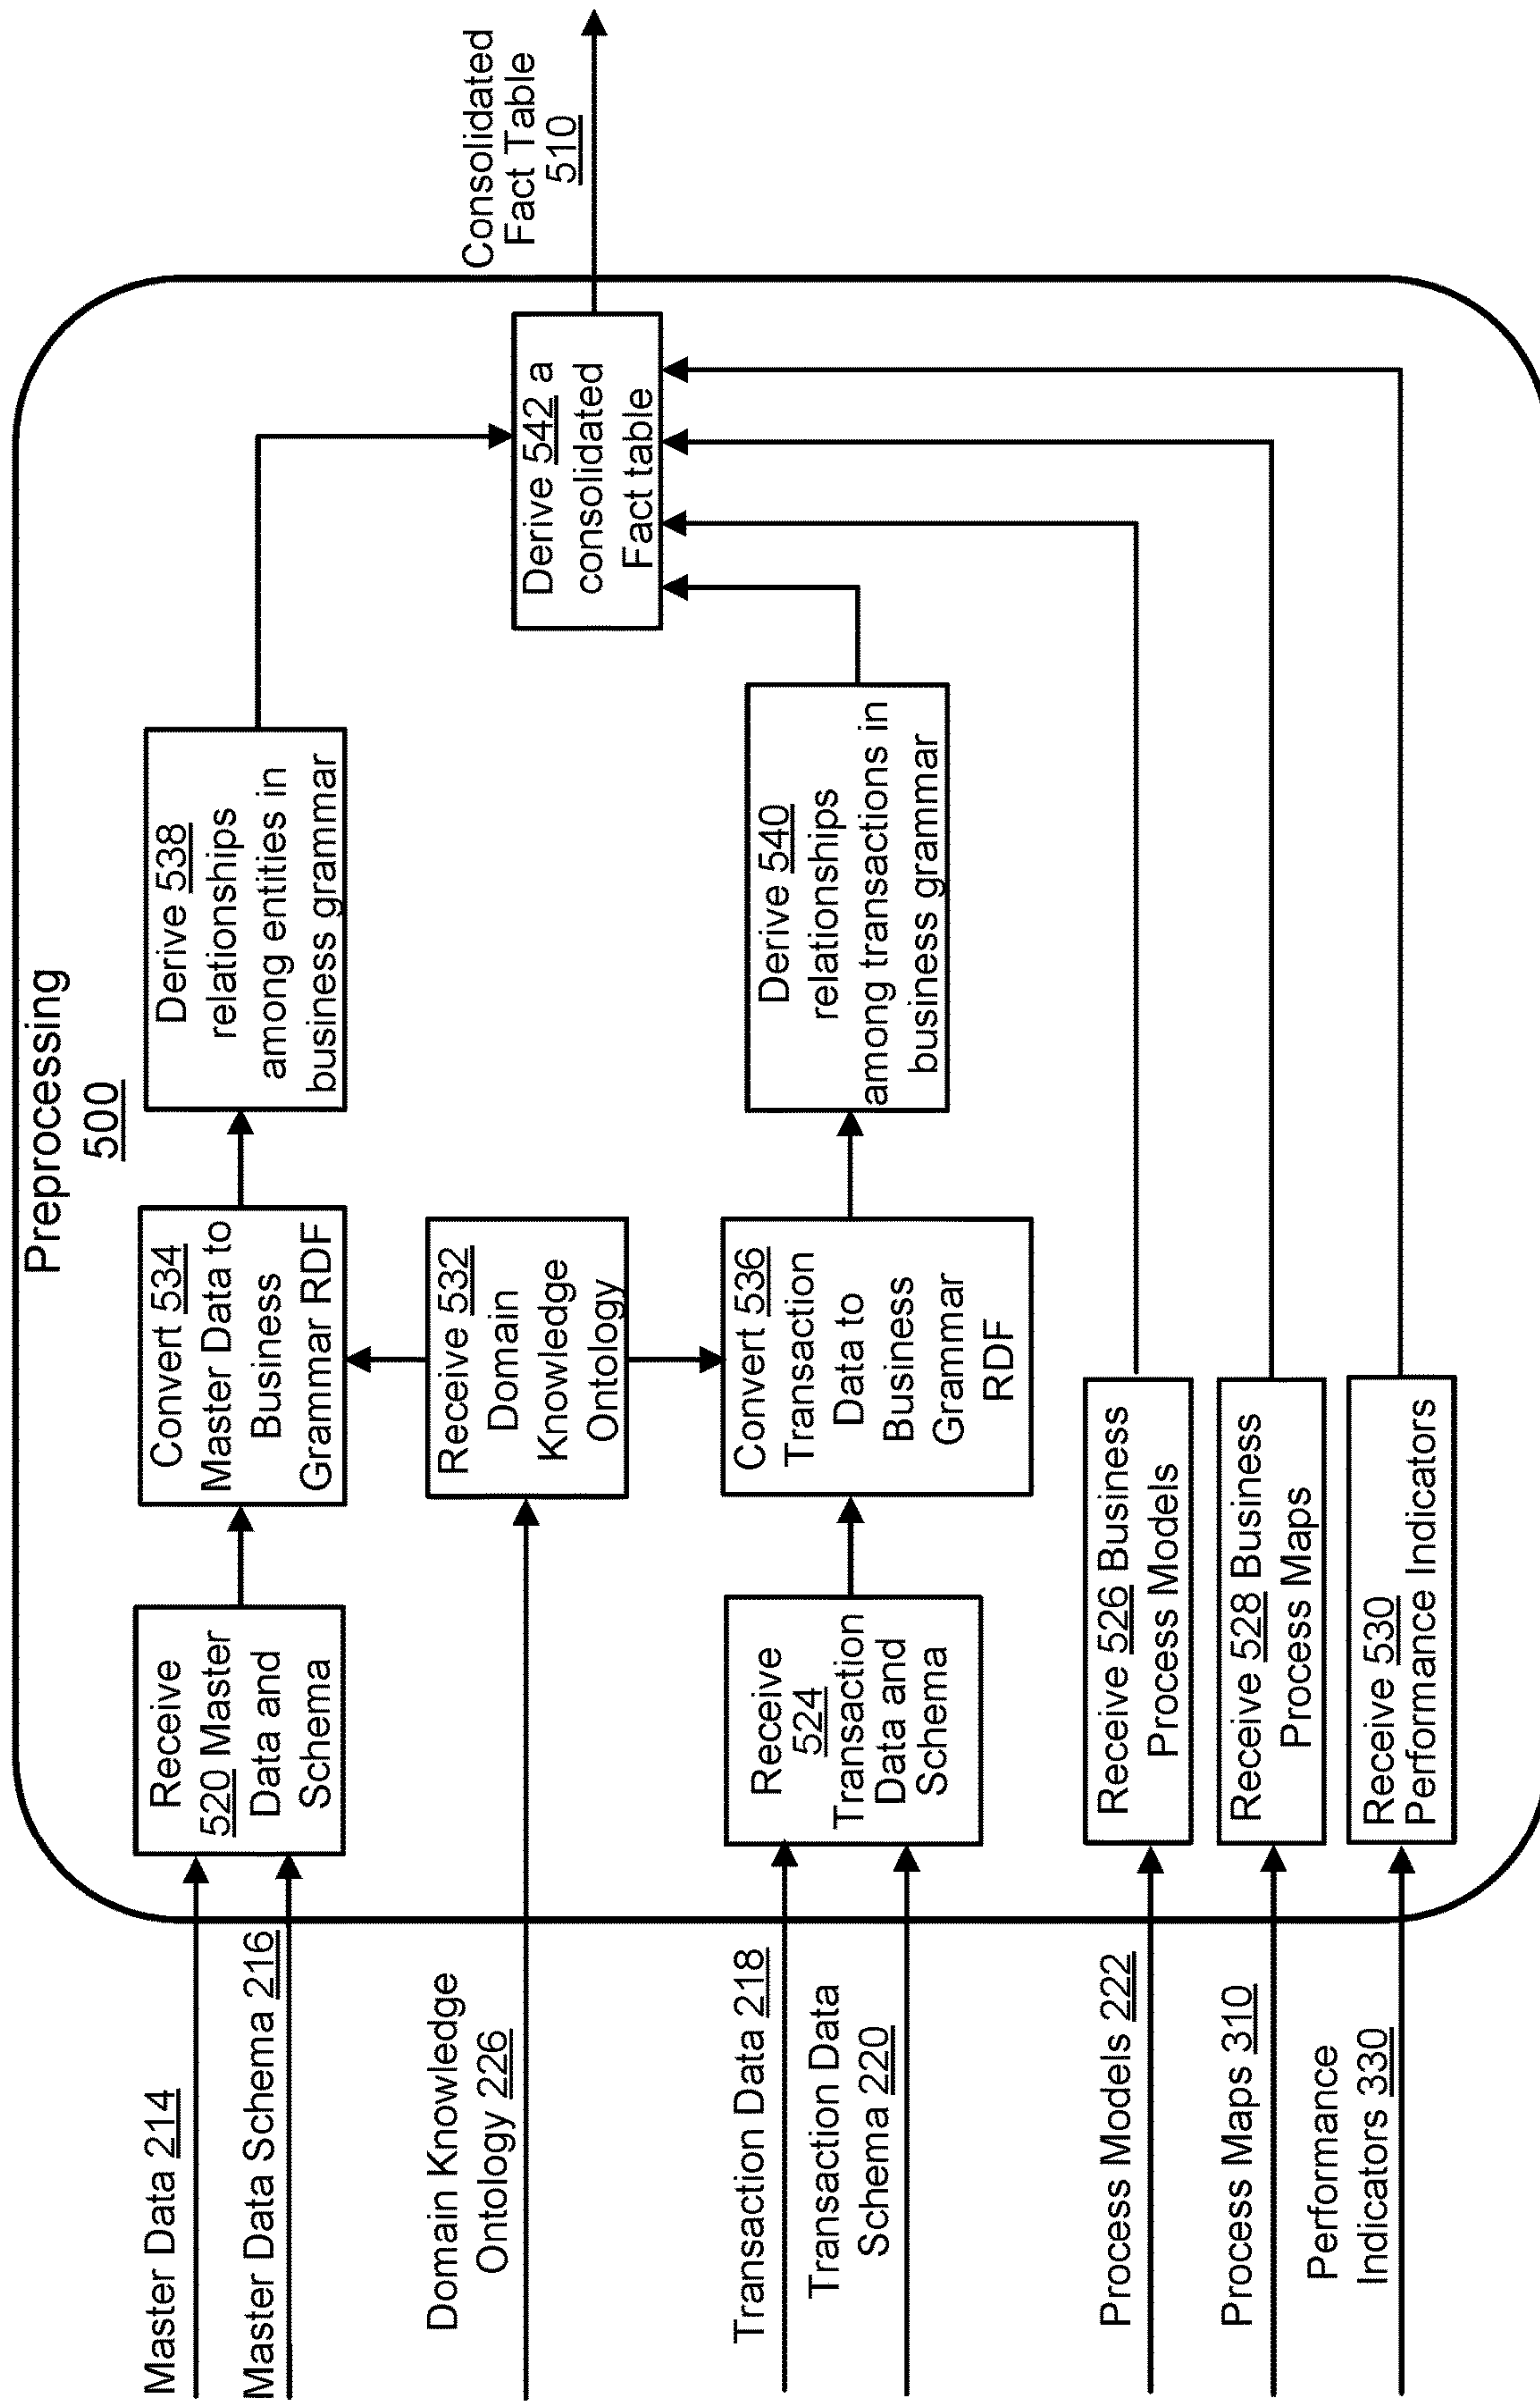 Preprocessing
500
Master Data 214
Master Data Schema 216
Domain Knowledge
Ontology 226
Transaction Data 218
Transaction Data
Schema 220
Process Models 222
Process Maps 310
Performance
Indicators 330
Receive
520 Master
Data and
Schema
Convert 534
Master Data to
Business
Grammar RDF
Derive 538
relationships
among entities in
business grammar
Receive 532
Domain
Knowledge
Ontology
Receive
524
Transaction
Data and
Schema
Convert 536
Transaction
Data to
Business
Grammar
RDF
Derive 540
relationships
among transactions in
business grammar
Receive 526 Business
Process Models
Receive 528 Business
Process Maps
Receive 530
Performance Indicators
Derive 542 a
consolidated
Fact table
Consolidated
Fact Table
510